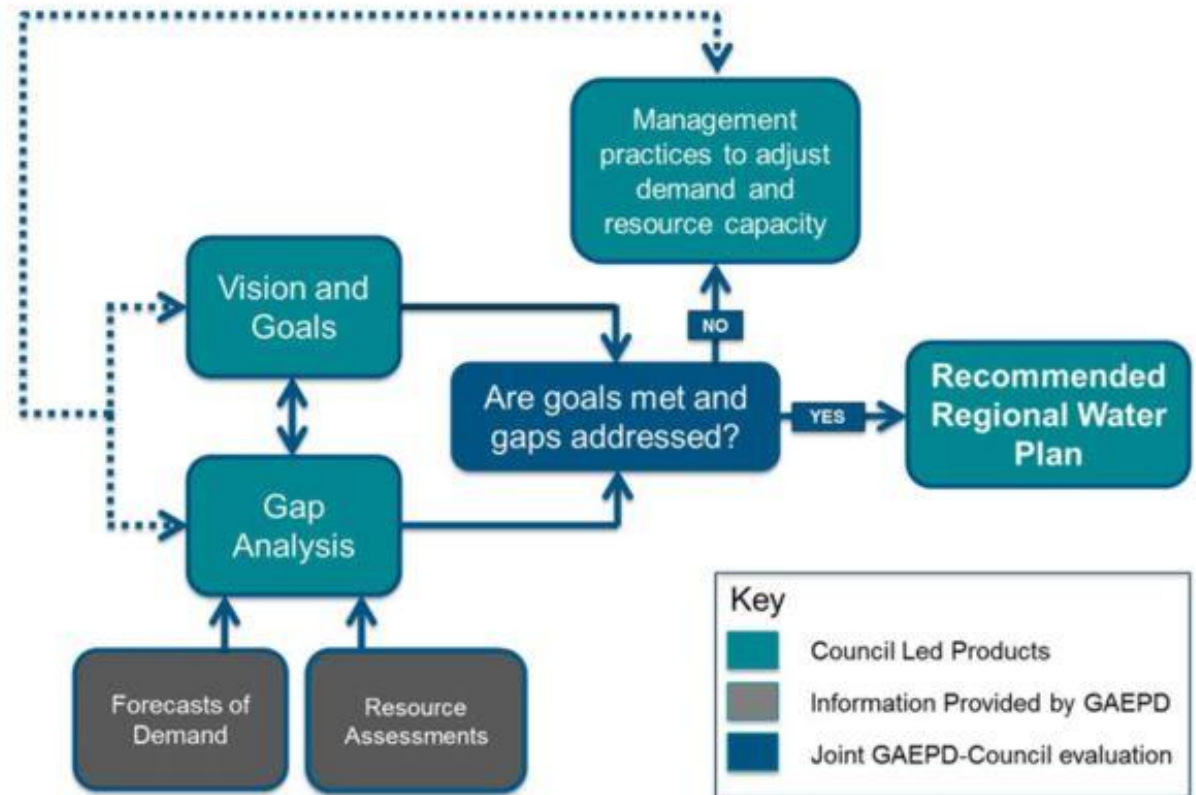 Management
practices to adjust
demand and
resource capacity
Vision and
Goals
NO
Are goals met and
gaps addressed?
YES
Recommended
Regional Water
Plan
Gap
Analysis
Forecasts of
Demand
Resource
Assessments
Key
Council Led Products
Information Provided by GAEPD
Joint GAEPD-Council evaluation